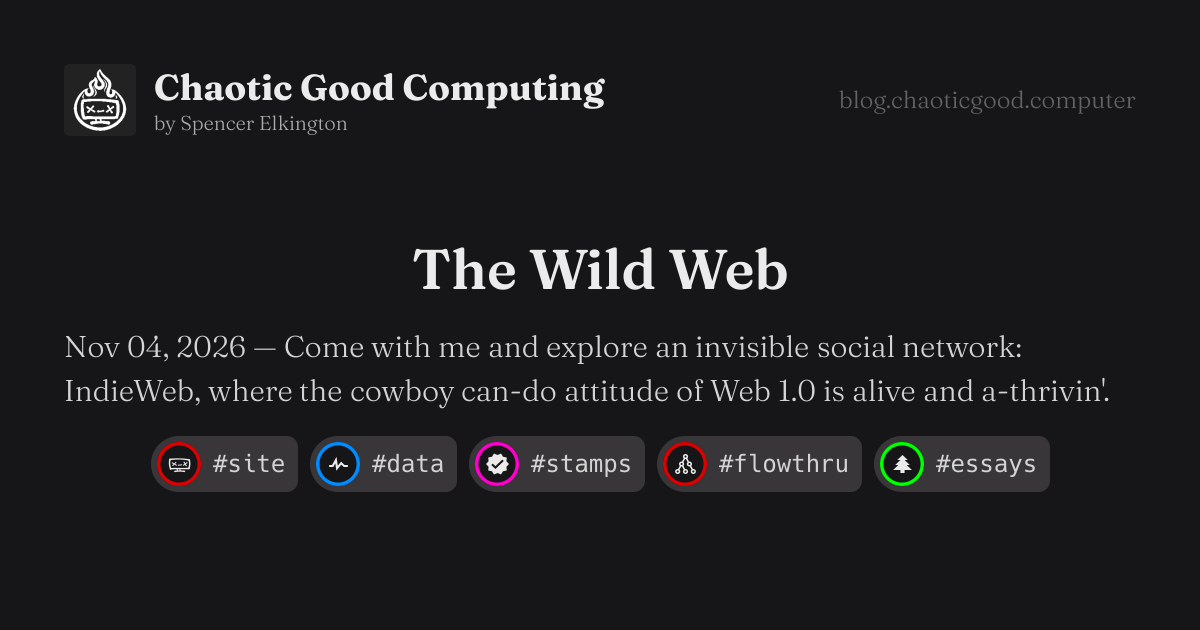 Chaotic Good Computing
by Spencer Elkington
blog.chaoticgood.computer
The Wild Web
Nov 04, 2026 — Come with me and explore an invisible social network:
IndieWeb, where the cowboy can-do attitude of Web 1.0 is alive and a-thrivin'.
#site #data #stamps #flowthru #essays